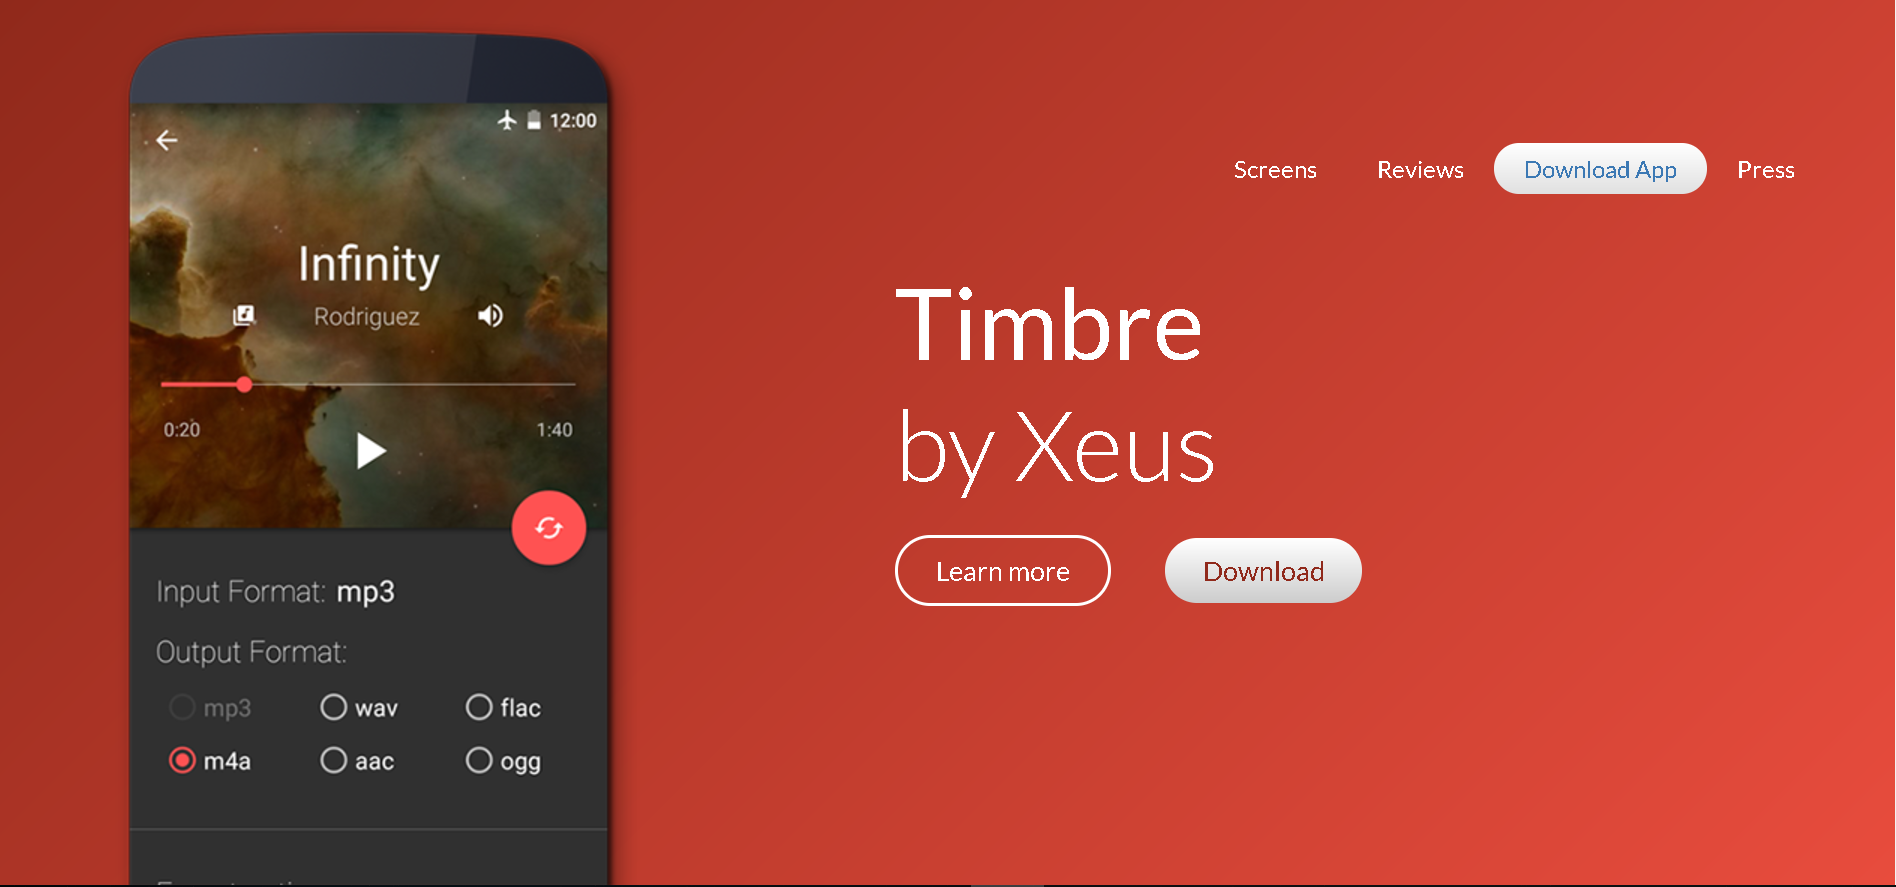 12:00
Infinity
Rodriguez
0:20 1:40
Input Format: mp3
Output Format:
mp3 wav flac
m4a aac ogg
Screens Reviews Download App Press
Timbre
by Xeus
Learn more Download